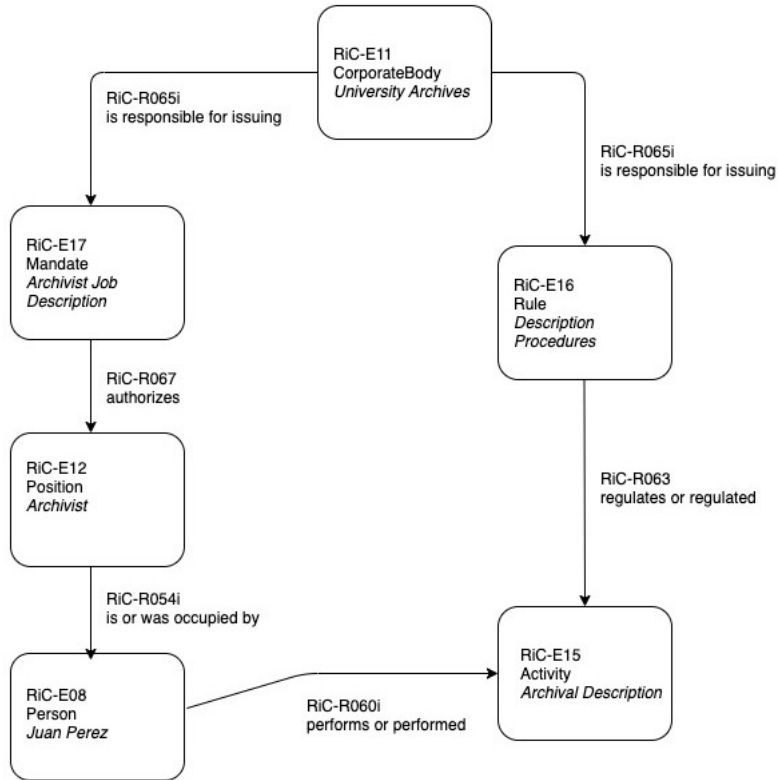 RiC-E11
CorporateBody
University Archives
RiC-R065i
is responsible for issuing
RiC-R065i
is responsible for issuing
RiC-E17
Mandate
Archivist Job
Description
RiC-E16
Rule
Description
Procedures
RiC-R067
authorizes
RiC-E12
Position
Archivist
RiC-R063
regulates or regulated
RiC-R054i
is or was occupied by
RiC-E08
Person
Juan Perez
RiC-R060i
performs or performed
RiC-E15
Activity
Archival Description